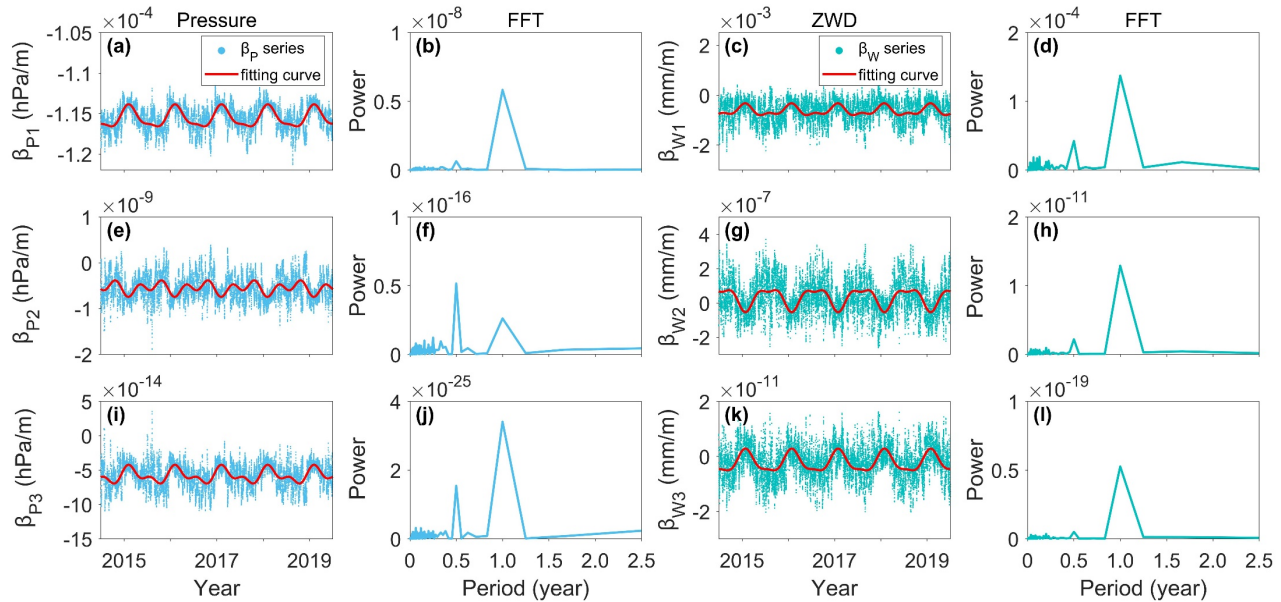 Pressure FFT ZWD FFT
×10⁻⁴ ×10⁻⁸ ×10⁻³ ×10⁻⁴
(a) (b) (c) (d)
β_P series
fitting curve
β_W series
fitting curve
β_P1 (hPa/m)
-1.05
-1.1
-1.15
-1.2
Power
1
0.5
0
β_W1 (mm/m)
2
0
-2
Power
2
1
0
×10⁻⁹ ×10⁻¹⁶ ×10⁻⁷ ×10⁻¹¹
(e) (f) (g) (h)
β_P2 (hPa/m)
1
0
-1
-2
Power
1
0.5
0
β_W2 (mm/m)
6
4
2
0
-2
Power
2
1
0
×10⁻¹⁴ ×10⁻²⁵ ×10⁻¹¹ ×10⁻¹⁹
(i) (j) (k) (l)
β_P3 (hPa/m)
5
0
-5
-10
-15
Power
4
2
0
β_W3 (mm/m)
2
0
-2
Power
1
0.5
0
2015 2017 2019 0 0.5 1.0 1.5 2.0 2.5 2015 2017 2019 0 0.5 1.0 1.5 2.0 2.5
Year Period (year) Year Period (year)